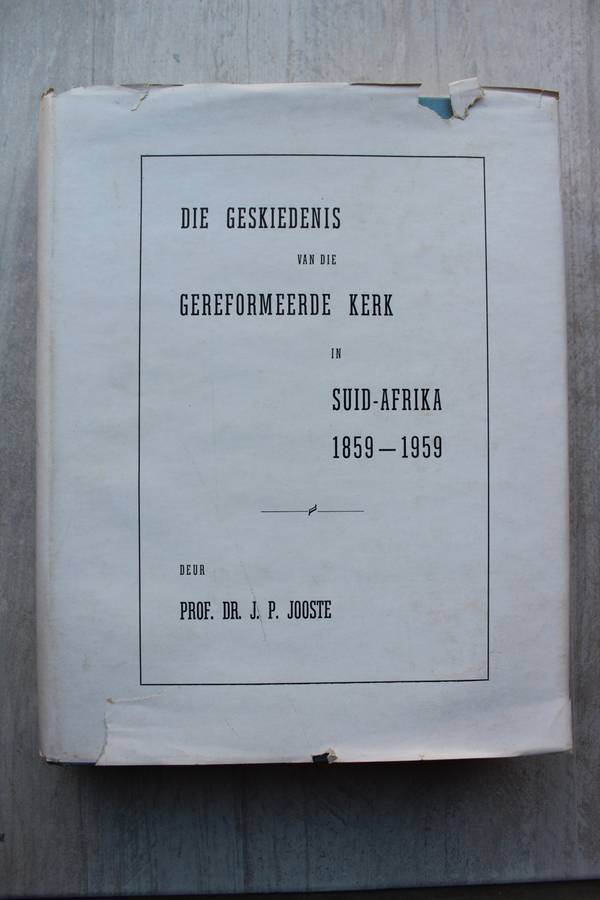 DIE GESKIEDENIS
VAN DIE
GEREFORMEERDE KERK
IN
SUID-AFRIKA
1859—1959
DEUR
PROF. DR. J. P. JOOSTE